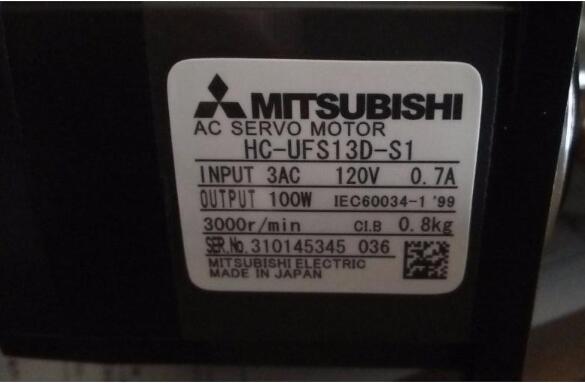 MITSUBISHI
AC SERVO MOTOR
HC-UFS13D-S1
INPUT 3AC 120V 0.7A
OUTPUT 100W IEC60034-1 '99
3000r/min CI.B 0.8kg
SER.No.310145345 036
MITSUBISHI ELECTRIC
MADE IN JAPAN